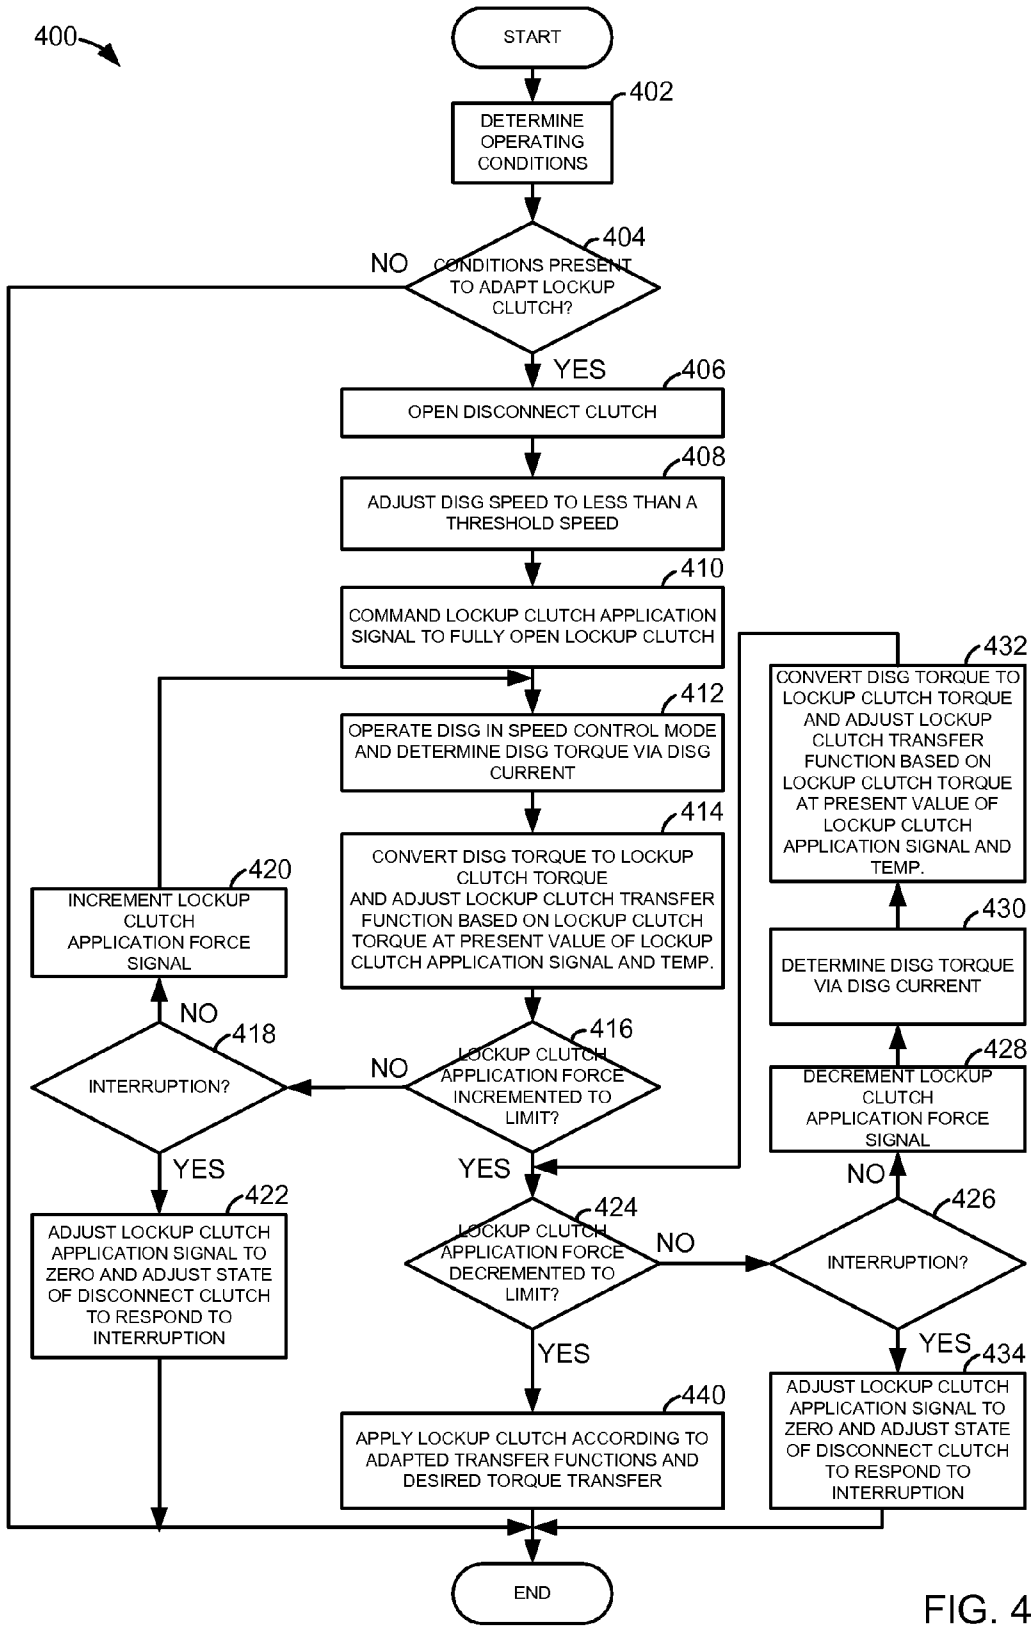 400
START
402
DETERMINE
OPERATING
CONDITIONS
404
NO
CONDITIONS PRESENT
TO ADAPT LOCKUP
CLUTCH?
YES
406
OPEN DISCONNECT CLUTCH
408
ADJUST DISG SPEED TO LESS THAN A
THRESHOLD SPEED
410
COMMAND LOCKUP CLUTCH APPLICATION
SIGNAL TO FULLY OPEN LOCKUP CLUTCH
412
OPERATE DISG IN SPEED CONTROL MODE
AND DETERMINE DISG TORQUE VIA DISG
CURRENT
414
CONVERT DISG TORQUE TO LOCKUP
CLUTCH TORQUE
AND ADJUST LOCKUP CLUTCH TRANSFER
FUNCTION BASED ON LOCKUP CLUTCH
TORQUE AT PRESENT VALUE OF LOCKUP
CLUTCH APPLICATION SIGNAL AND TEMP.
416
LOCKUP CLUTCH
APPLICATION FORCE
INCREMENTED TO
LIMIT?
NO
YES
418
INTERRUPTION?
NO
YES
420
INCREMENT LOCKUP
CLUTCH
APPLICATION FORCE
SIGNAL
422
ADJUST LOCKUP CLUTCH
APPLICATION SIGNAL TO
ZERO AND ADJUST STATE
OF DISCONNECT CLUTCH
TO RESPOND TO
INTERRUPTION
424
LOCKUP CLUTCH
APPLICATION FORCE
DECREMENTED TO
LIMIT?
NO
YES
426
INTERRUPTION?
NO
YES
428
DECREMENT LOCKUP
CLUTCH
APPLICATION FORCE
SIGNAL
430
DETERMINE DISG TORQUE
VIA DISG CURRENT
432
CONVERT DISG TORQUE TO
LOCKUP CLUTCH TORQUE
AND ADJUST LOCKUP
CLUTCH TRANSFER
FUNCTION BASED ON
LOCKUP CLUTCH TORQUE
AT PRESENT VALUE OF
LOCKUP CLUTCH
APPLICATION SIGNAL AND
TEMP.
434
ADJUST LOCKUP CLUTCH
APPLICATION SIGNAL TO
ZERO AND ADJUST STATE
OF DISCONNECT CLUTCH
TO RESPOND TO
INTERRUPTION
440
APPLY LOCKUP CLUTCH ACCORDING TO
ADAPTED TRANSFER FUNCTIONS AND
DESIRED TORQUE TRANSFER
END
FIG. 4